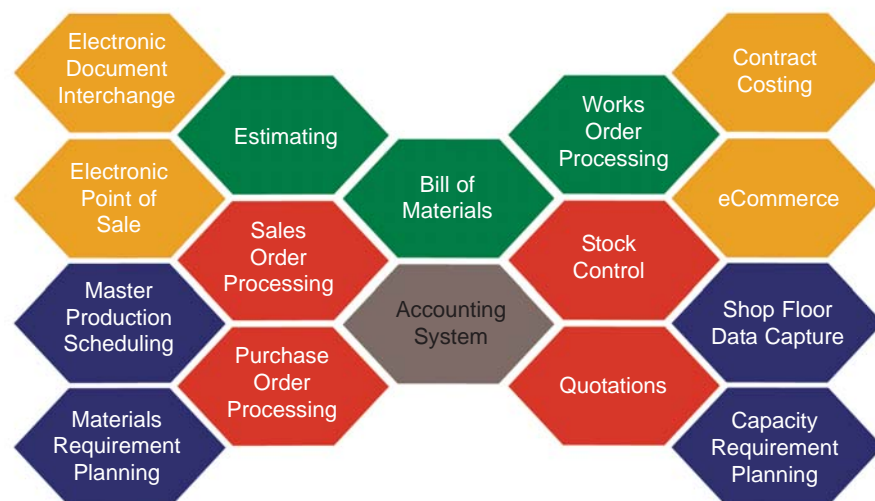 Electronic
Document
Interchange
Contract
Costing
Estimating
Works
Order
Processing
Electronic
Point of
Sale
Bill of
Materials
eCommerce
Sales
Order
Processing
Stock
Control
Master
Production
Scheduling
Accounting
System
Shop Floor
Data Capture
Purchase
Order
Processing
Quotations
Materials
Requirement
Planning
Capacity
Requirement
Planning